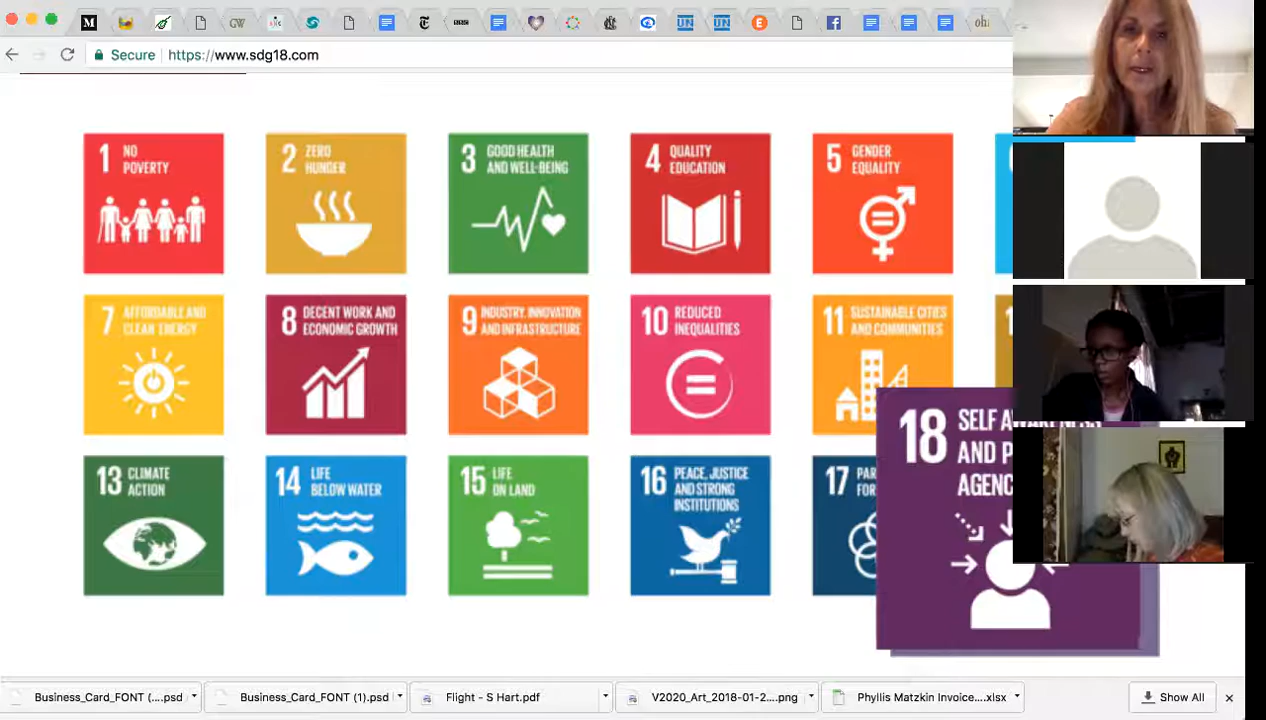 M
GW
T
UN
UN
E
oh
Secure
https://www.sdg18.com
1 NO
POVERTY
2 ZERO
HUNGER
3 GOOD HEALTH
AND WELL-BEING
4 QUALITY
EDUCATION
5 GENDER
EQUALITY
7 AFFORDABLE AND
CLEAN ENERGY
8 DECENT WORK AND
ECONOMIC GROWTH
9 INDUSTRY, INNOVATION
AND INFRASTRUCTURE
10 REDUCED
INEQUALITIES
11 SUSTAINABLE CITIES
AND COMMUNITIES
13 CLIMATE
ACTION
14 LIFE
BELOW WATER
15 LIFE
ON LAND
16 PEACE, JUSTICE
AND STRONG
INSTITUTIONS
17
18 SELF
AND
Business_Card_FONT (....psd
Business_Card_FONT (1).psd
Flight - S Hart.pdf
V2020_Art_2018-01-2....png
Phyllis Matzkin Invoice....xlsx
Show All